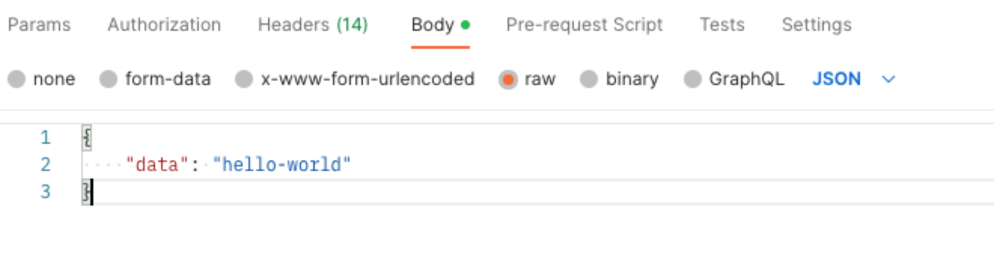 Params Authorization Headers (14) Body Pre-request Script Tests Settings
none form-data x-www-form-urlencoded raw binary GraphQL JSON
1 {
2 "data": "hello-world"
3 }